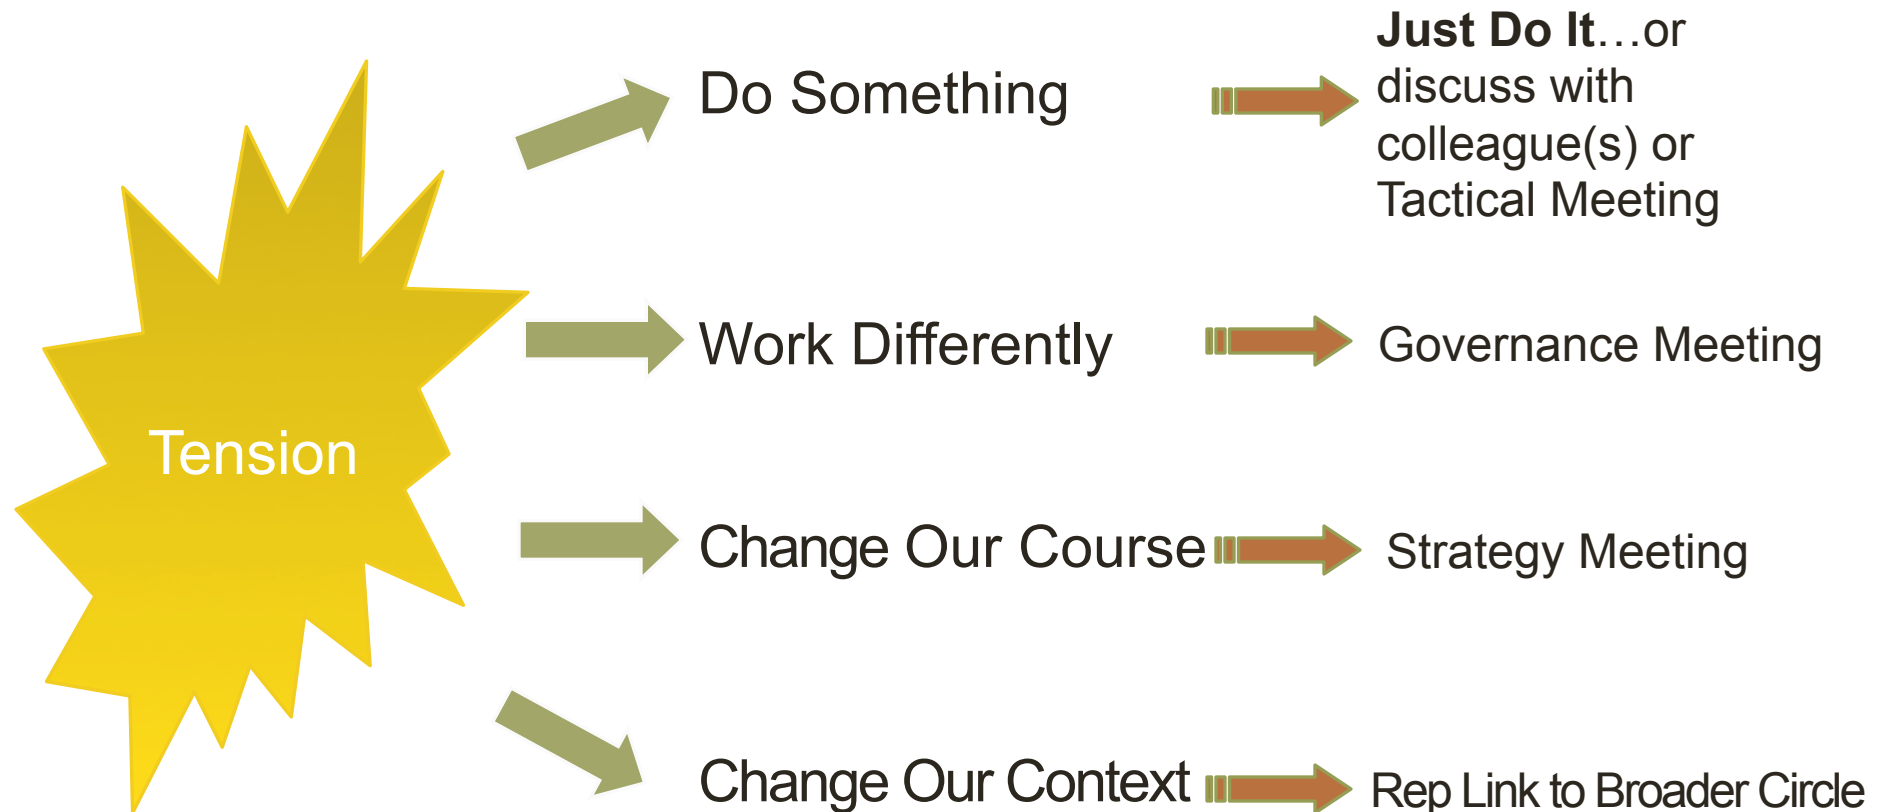 Tension
Do Something
Just Do It…or
discuss with
colleague(s) or
Tactical Meeting
Work Differently
Governance Meeting
Change Our Course
Strategy Meeting
Change Our Context
Rep Link to Broader Circle